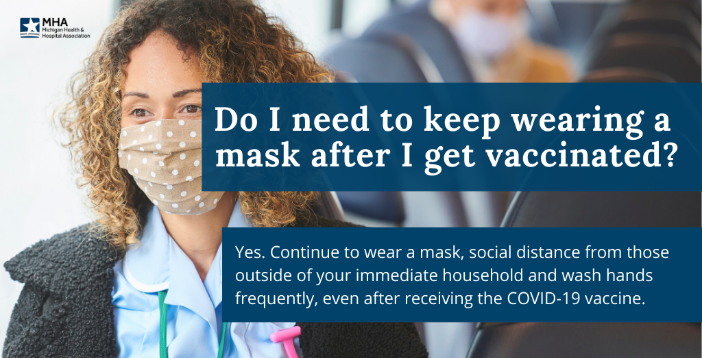 MHA
Michigan Health &
Hospital Association
Do I need to keep wearing a
mask after I get vaccinated?
Yes. Continue to wear a mask, social distance from those
outside of your immediate household and wash hands
frequently, even after receiving the COVID-19 vaccine.